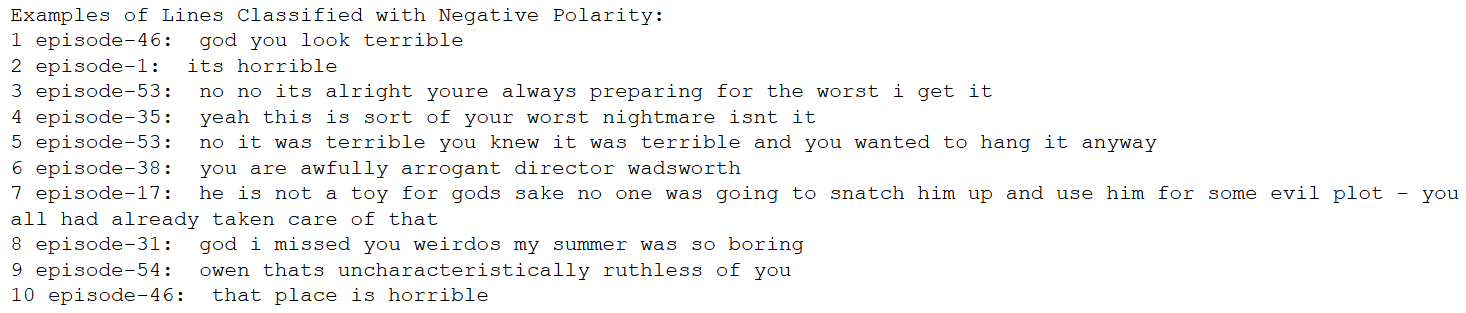 Examples of Lines Classified with Negative Polarity:
1 episode-46:  god you look terrible
2 episode-1:  its horrible
3 episode-53:  no no its alright youre always preparing for the worst i get it
4 episode-35:  yeah this is sort of your worst nightmare isnt it
5 episode-53:  no it was terrible you knew it was terrible and you wanted to hang it anyway
6 episode-38:  you are awfully arrogant director wadsworth
7 episode-17:  he is not a toy for gods sake no one was going to snatch him up and use him for some evil plot - you
all had already taken care of that
8 episode-31:  god i missed you weirdos my summer was so boring
9 episode-54:  owen thats uncharacteristically ruthless of you
10 episode-46:  that place is horrible